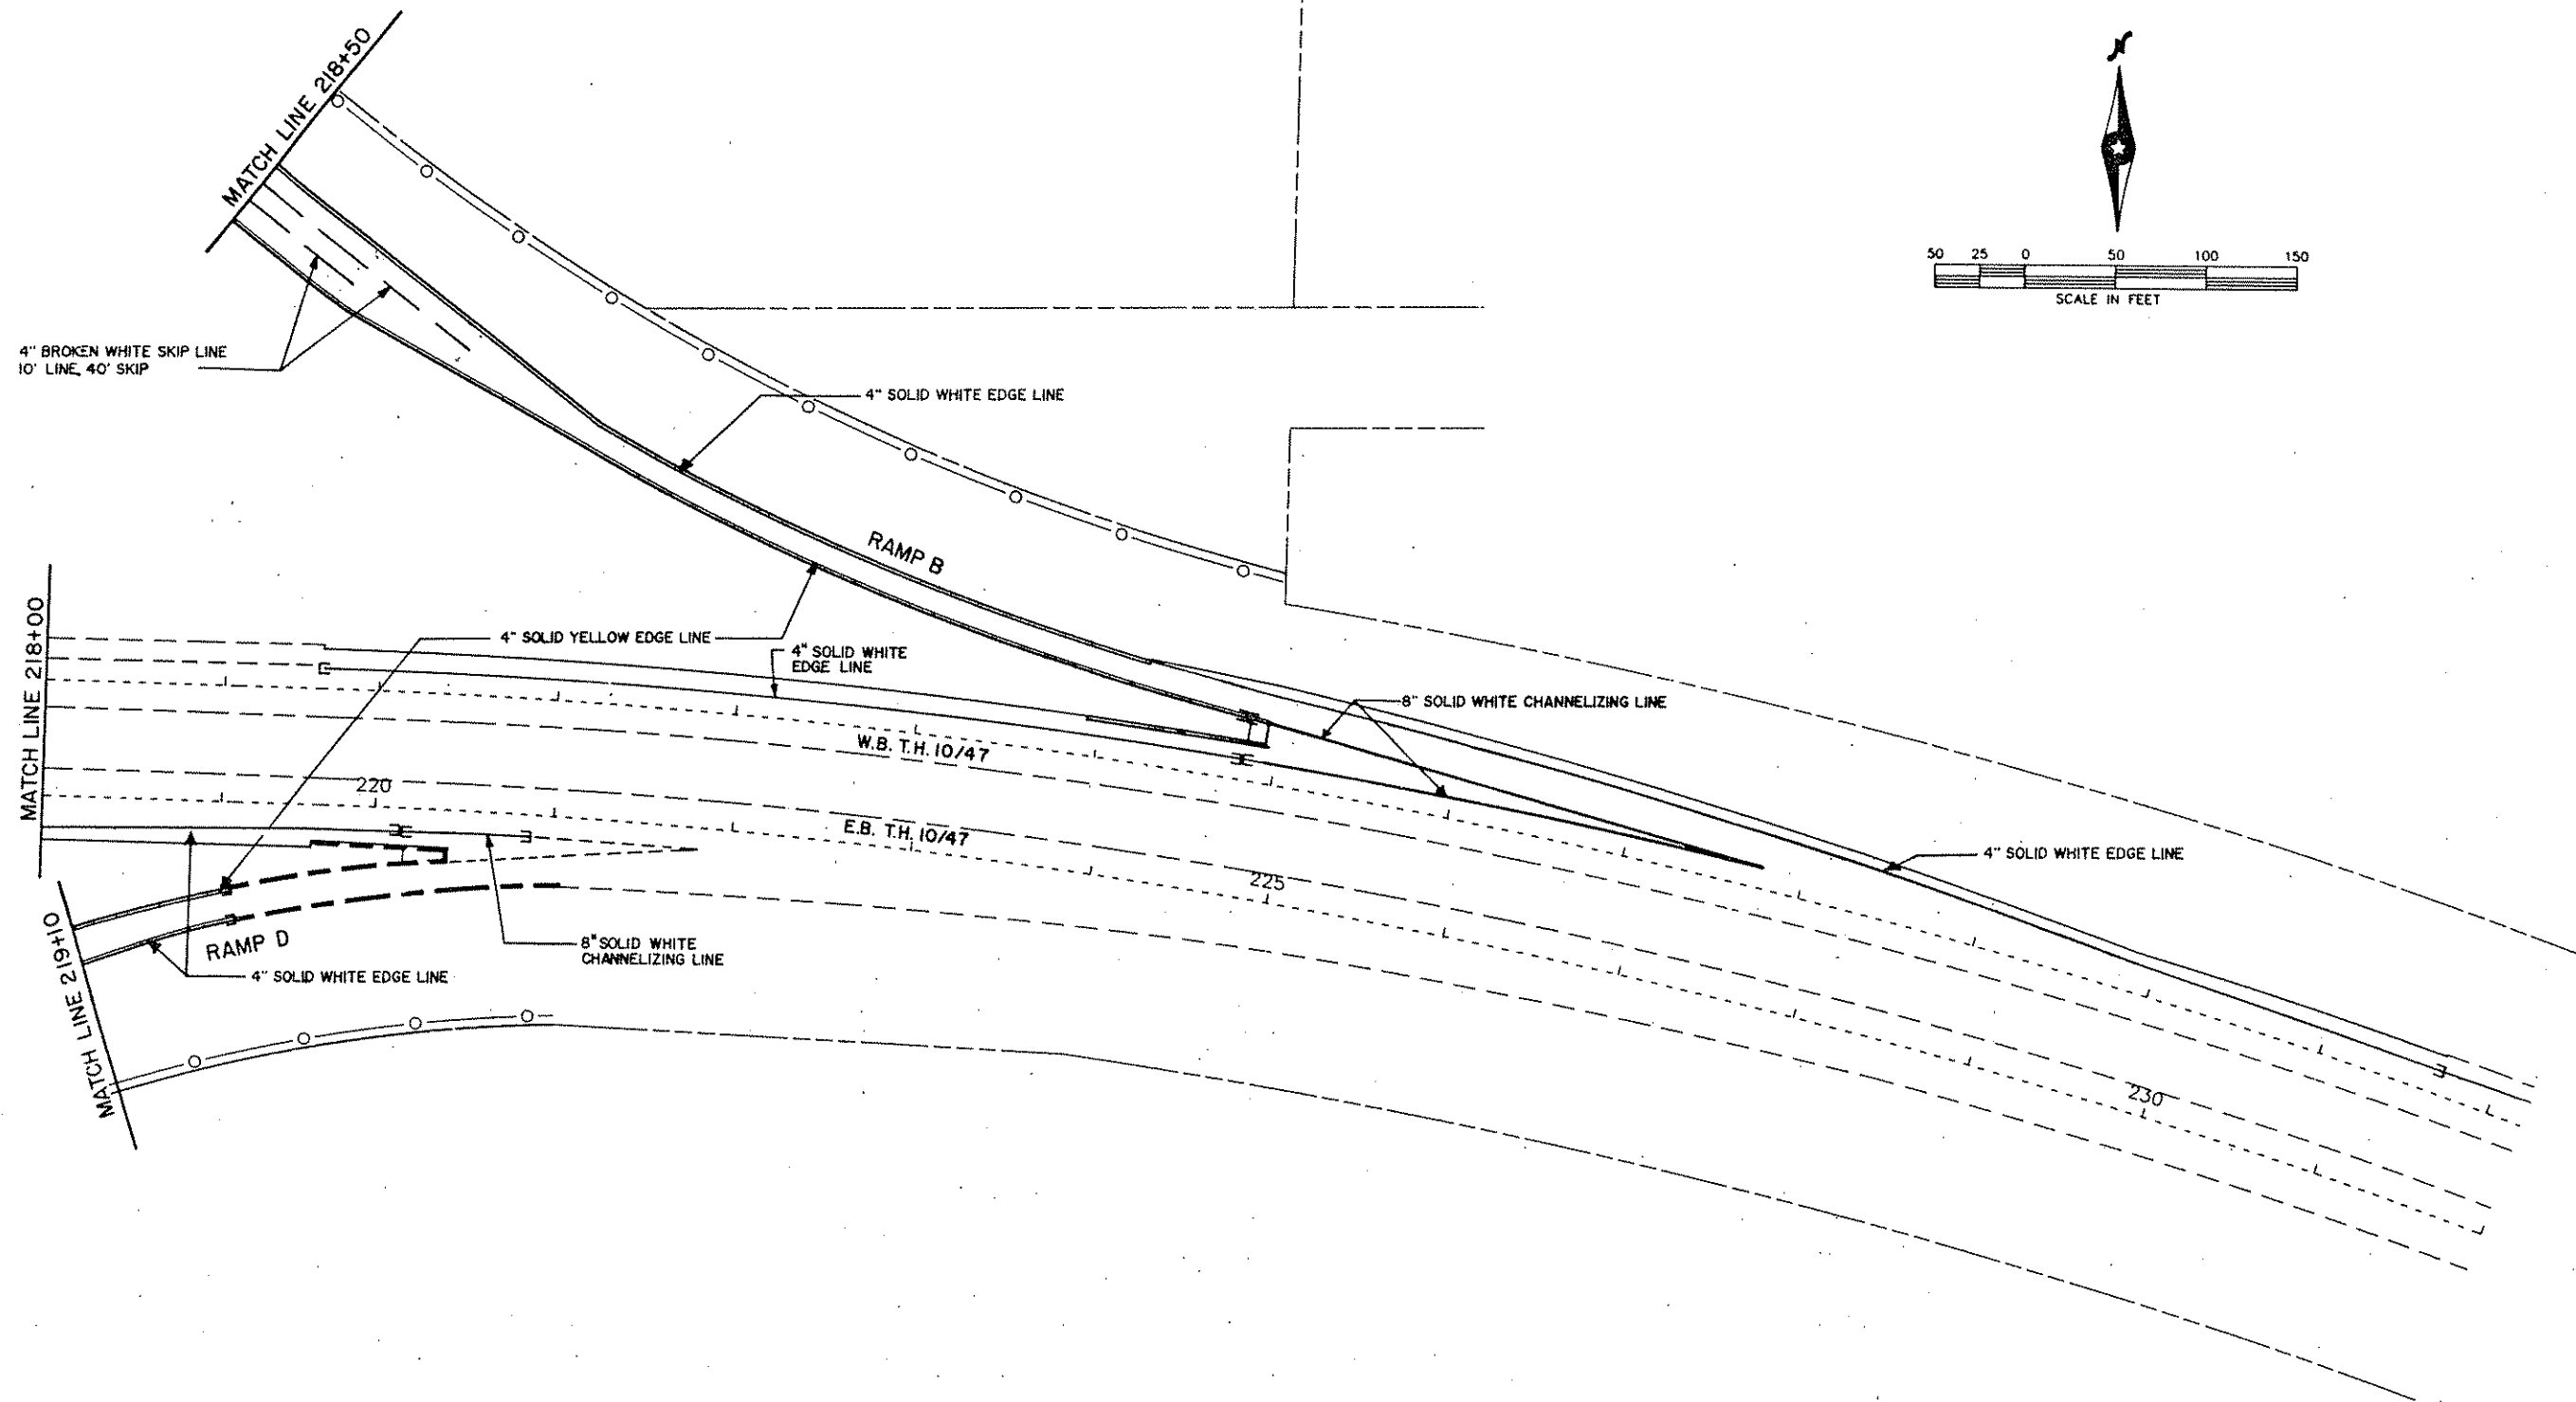 MATCH LINE 218+50
N
50 25 0 50 100 150
SCALE IN FEET
4" BROKEN WHITE SKIP LINE
10' LINE, 40' SKIP
4" SOLID WHITE EDGE LINE
RAMP B
MATCH LINE 218+00
4" SOLID YELLOW EDGE LINE
4" SOLID WHITE
EDGE LINE
8" SOLID WHITE CHANNELIZING LINE
W.B. T.H. 10/47
220
E.B. T.H. 10/47
4" SOLID WHITE EDGE LINE
225
MATCH LINE 219+10
RAMP D
8" SOLID WHITE
CHANNELIZING LINE
4" SOLID WHITE EDGE LINE
230